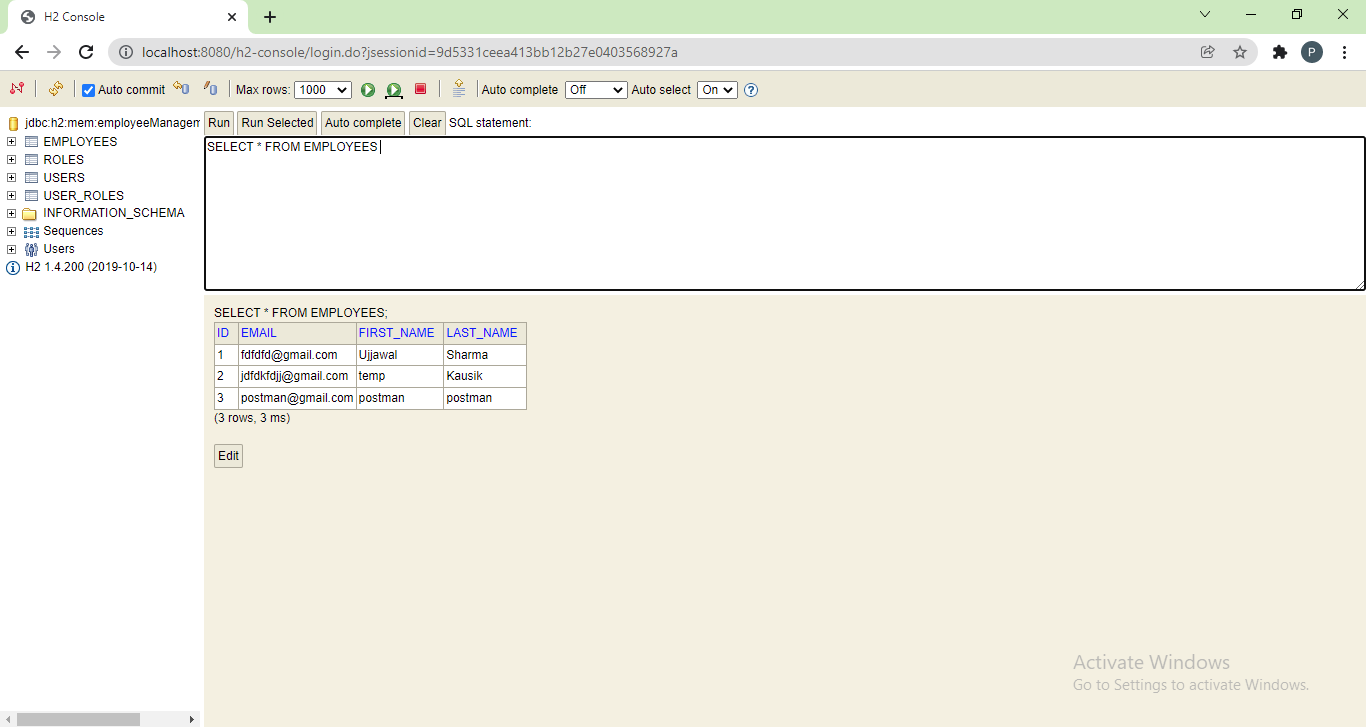 H2 Console
localhost:8080/h2-console/login.do?jsessionid=9d5331ceea413bb12b27e0403568927a
P
Auto commit Max rows: 1000 Auto complete Off Auto select On
jdbc:h2:mem:employeeManagem
EMPLOYEES
ROLES
USERS
USER_ROLES
INFORMATION_SCHEMA
Sequences
Users
H2 1.4.200 (2019-10-14)
Run Run Selected Auto complete Clear SQL statement:
SELECT * FROM EMPLOYEES
SELECT * FROM EMPLOYEES;
ID EMAIL FIRST_NAME LAST_NAME
1 fdfdfd@gmail.com Ujjawal Sharma
2 jdfdkfdjj@gmail.com temp Kausik
3 postman@gmail.com postman postman
(3 rows, 3 ms)
Edit
Activate Windows
Go to Settings to activate Windows.